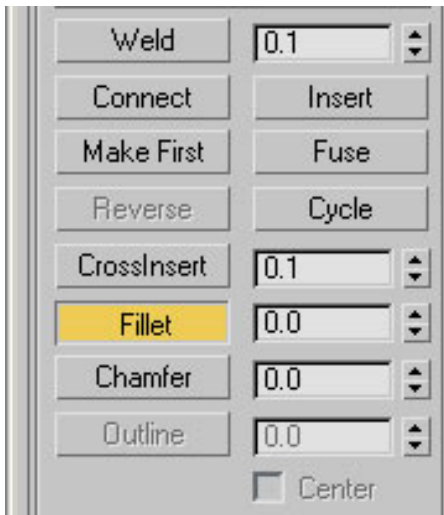 Weld 0.1
Connect Insert
Make First Fuse
Reverse Cycle
CrossInsert 0.1
Fillet 0.0
Chamfer 0.0
Outline 0.0
Center